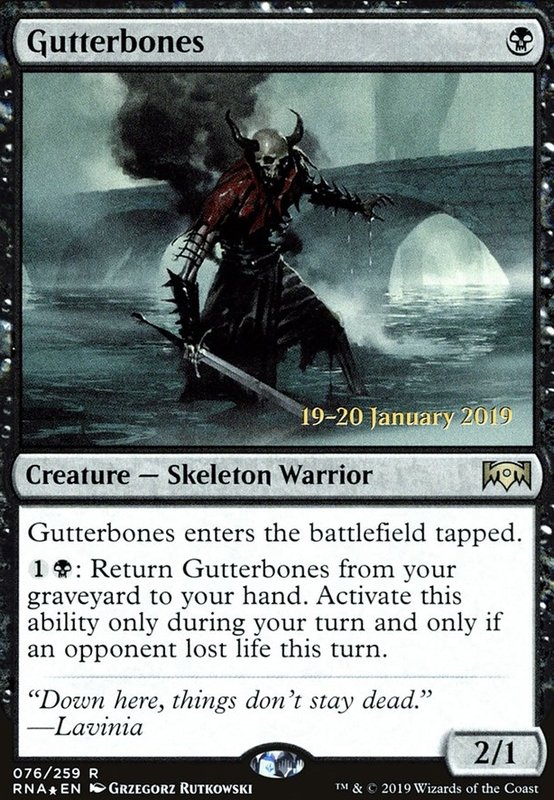 Gutterbones
19–20 January 2019
Creature — Skeleton Warrior
Gutterbones enters the battlefield tapped.
1 : Return Gutterbones from your
graveyard to your hand. Activate this
ability only during your turn and only if
an opponent lost life this turn.
“Down here, things don’t stay dead.”
—Lavinia
2/1
076/259 R
RNA★EN Grzegorz Rutkowski
™ & © 2019 Wizards of the Coast